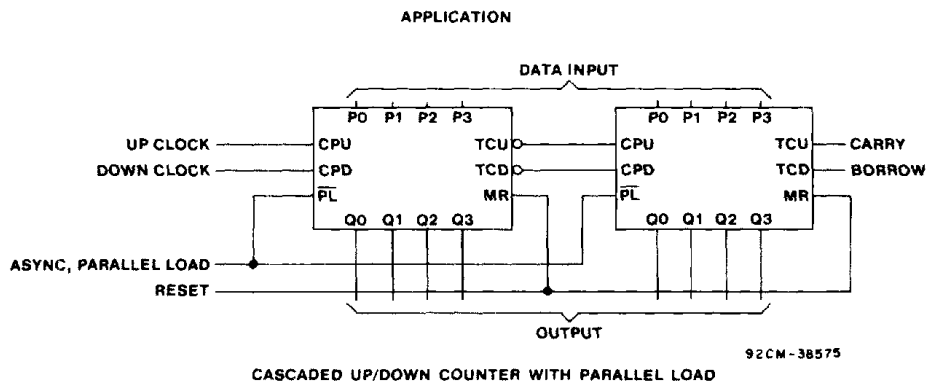 APPLICATION
DATA INPUT
P0 P1 P2 P3 P0 P1 P2 P3
UP CLOCK CPU TCU CPU TCU CARRY
DOWN CLOCK CPD TCD CPD TCD BORROW
PL MR PL MR
Q0 Q1 Q2 Q3 Q0 Q1 Q2 Q3
ASYNC, PARALLEL LOAD
RESET
OUTPUT
92CM-38575
CASCADED UP/DOWN COUNTER WITH PARALLEL LOAD